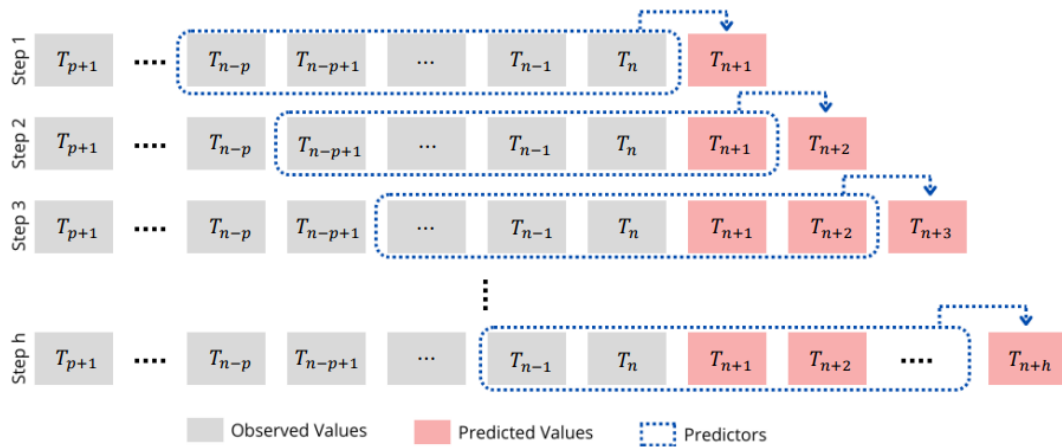 Step 1 T_{p+1} .... T_{n-p} T_{n-p+1} ... T_{n-1} T_n T_{n+1}
Step 2 T_{p+1} .... T_{n-p} T_{n-p+1} ... T_{n-1} T_n T_{n+1} T_{n+2}
Step 3 T_{p+1} .... T_{n-p} T_{n-p+1} ... T_{n-1} T_n T_{n+1} T_{n+2} T_{n+3}
Step h T_{p+1} .... T_{n-p} T_{n-p+1} ... T_{n-1} T_n T_{n+1} T_{n+2} .... T_{n+h}
Observed Values Predicted Values Predictors